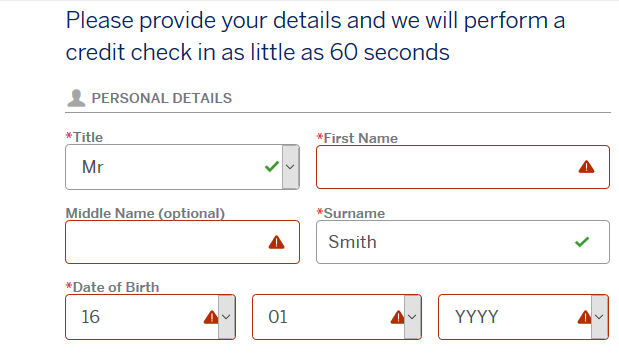 Please provide your details and we will perform a
credit check in as little as 60 seconds
PERSONAL DETAILS
*Title
*First Name
Mr
Middle Name (optional)
*Surname
Smith
*Date of Birth
16
01
YYYY